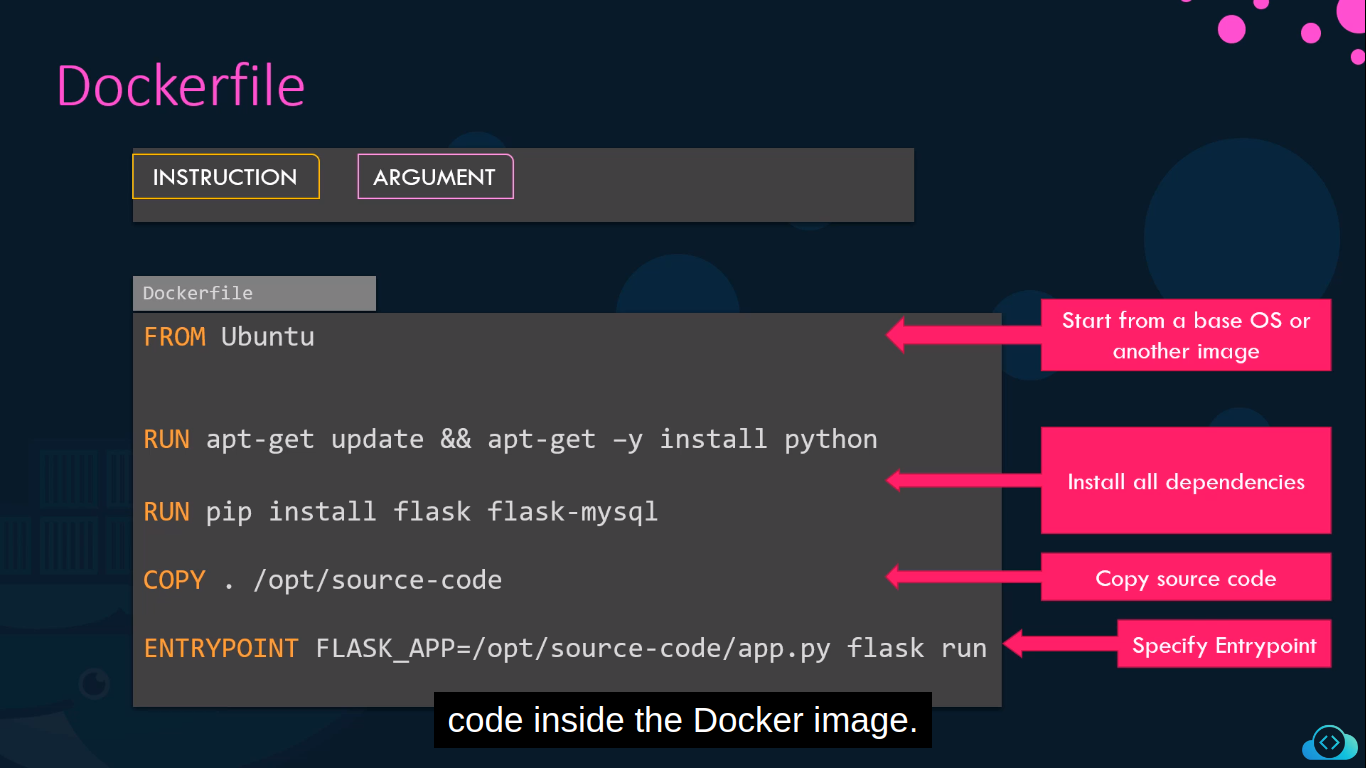 Dockerfile
INSTRUCTION ARGUMENT
Dockerfile
FROM Ubuntu
Start from a base OS or
another image
RUN apt-get update && apt-get –y install python
Install all dependencies
RUN pip install flask flask-mysql
COPY . /opt/source-code
Copy source code
ENTRYPOINT FLASK_APP=/opt/source-code/app.py flask run
Specify Entrypoint
code inside the Docker image.